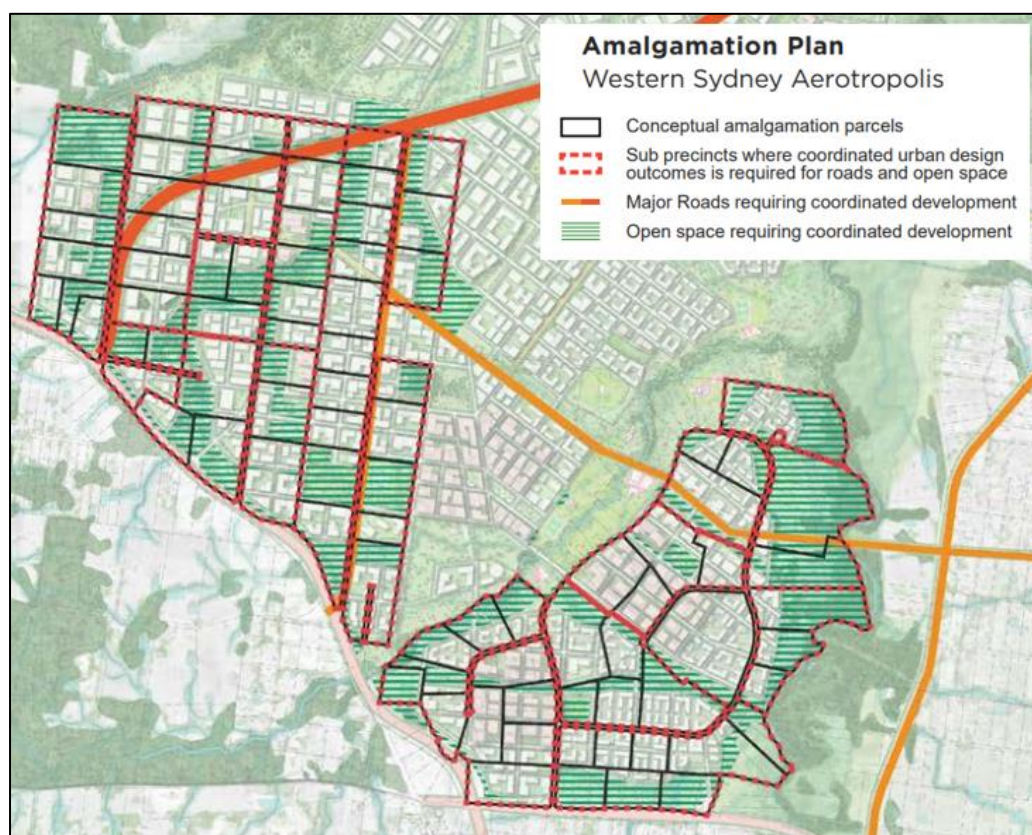 Amalgamation Plan
Western Sydney Aerotropolis
Conceptual amalgamation parcels
Sub precincts where coordinated urban design
outcomes is required for roads and open space
Major Roads requiring coordinated development
Open space requiring coordinated development